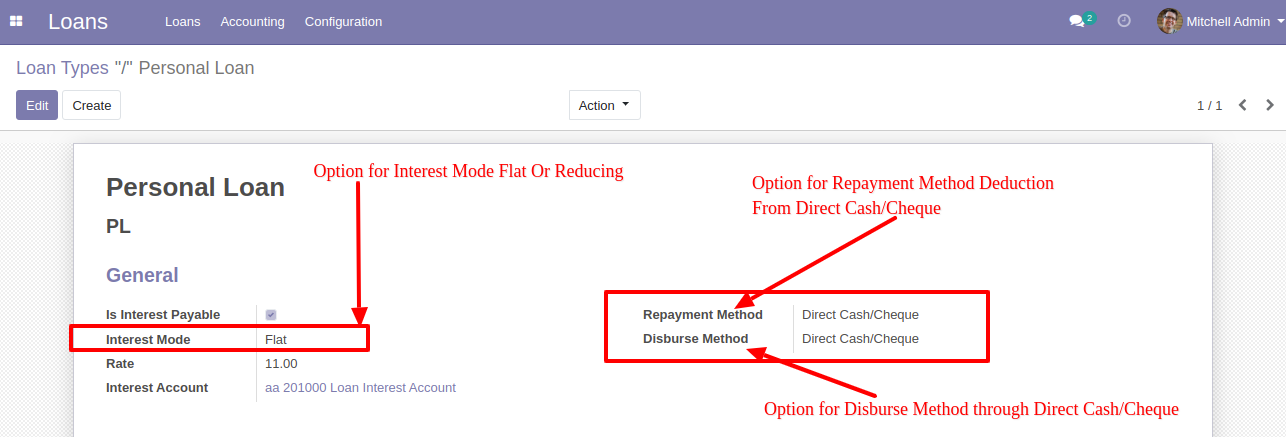 Loans Loans Accounting Configuration 2 Mitchell Admin
Loan Types "/" Personal Loan
Edit Create Action 1 / 1
Option for Interest Mode Flat Or Reducing
Personal Loan
Option for Repayment Method Deduction
From Direct Cash/Cheque
PL
General
Is Interest Payable
Repayment Method Direct Cash/Cheque
Interest Mode Flat
Disburse Method Direct Cash/Cheque
Rate 11.00
Interest Account aa 201000 Loan Interest Account
Option for Disburse Method through Direct Cash/Cheque